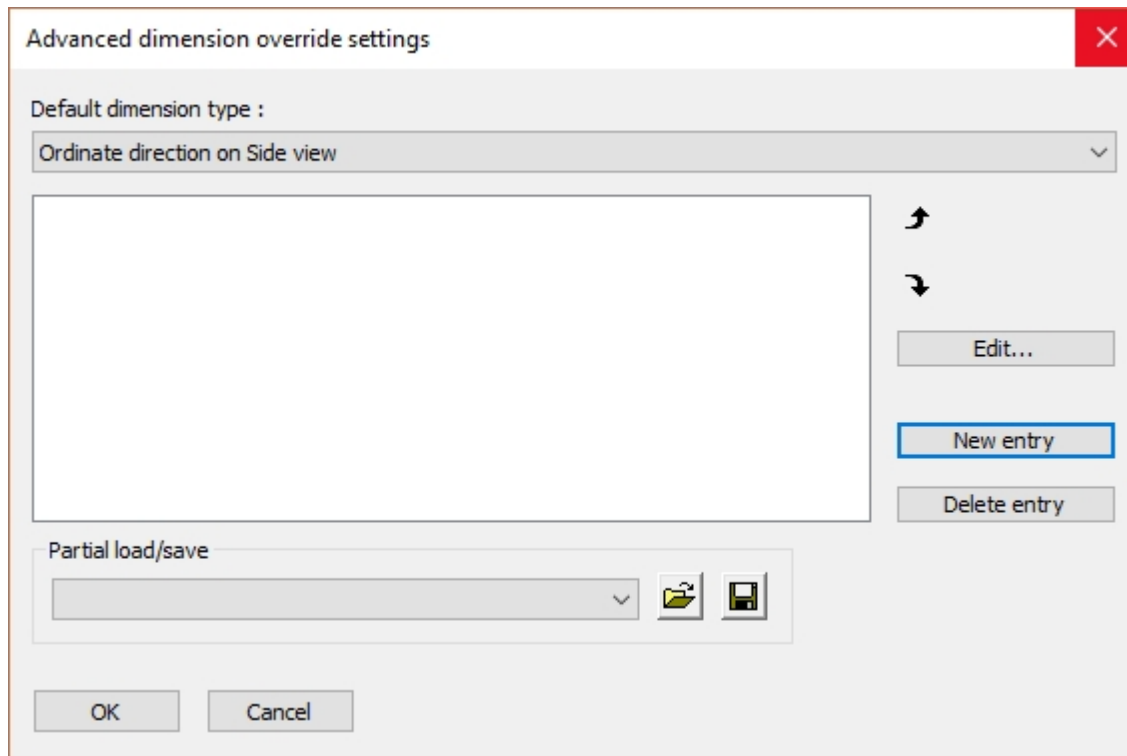 Advanced dimension override settings
Default dimension type :
Ordinate direction on Side view
Edit...
New entry
Delete entry
Partial load/save
OK
Cancel